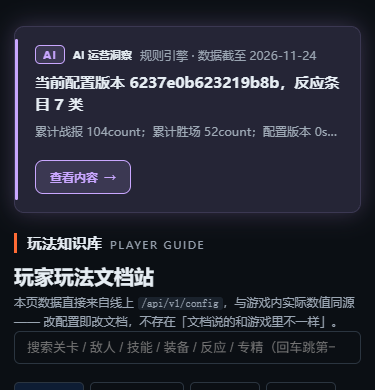 AI AI 运营洞察 规则引擎 · 数据截至 2026-11-24
当前配置版本 6237e0b623219b8b，反应条
目 7 类
累计战报 104count；累计胜场 52count；配置版本 0s...
查看内容 →
玩法知识库 PLAYER GUIDE
玩家玩法文档站
本页数据直接来自线上 /api/v1/config，与游戏内实际数值同源
—— 改配置即改文档，不存在「文档说的和游戏里不一样」。
搜索关卡 / 敌人 / 技能 / 装备 / 反应 / 专精（回车跳第一